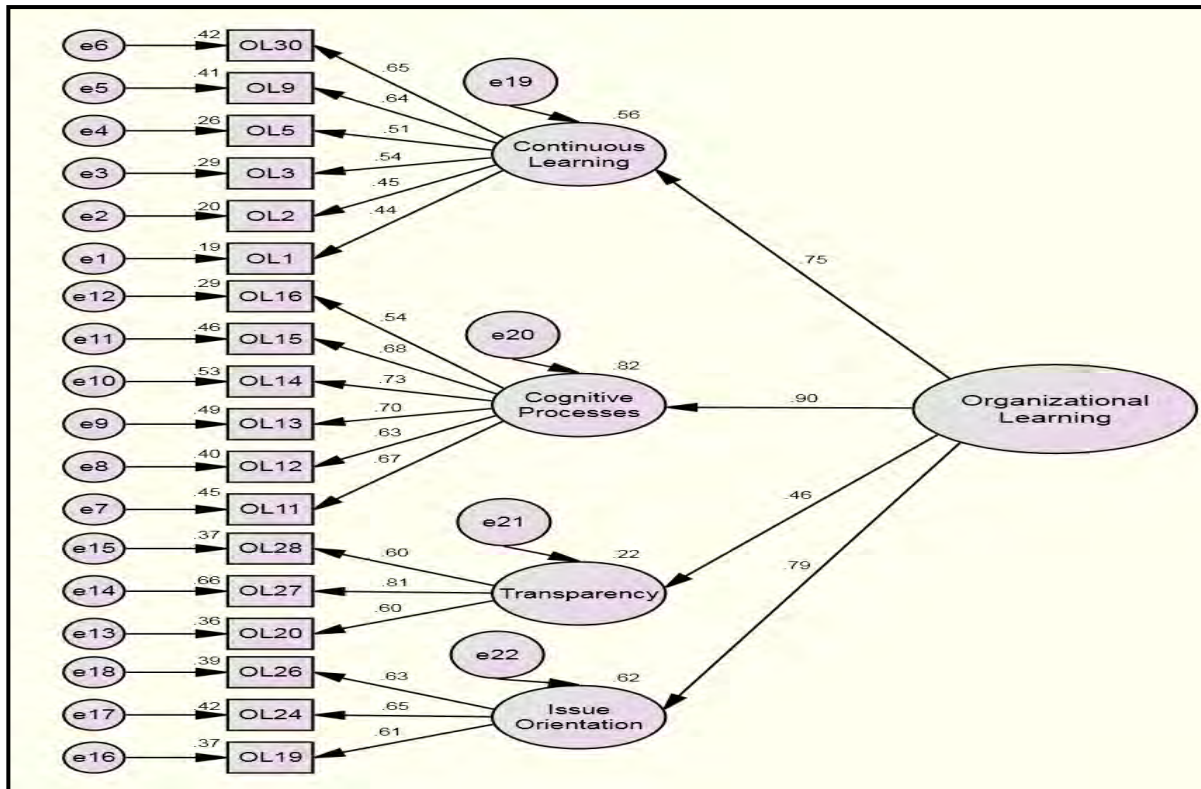 e6
.42
OL30
e5
.41
OL9
e4
.26
OL5
e3
.29
OL3
e2
.20
OL2
e1
.19
OL1
.65
.64
.51
.54
.45
.44
e19
.56
Continuous
Learning
.75
e12
.29
OL16
e11
.46
OL15
e10
.53
OL14
e9
.49
OL13
e8
.40
OL12
e7
.45
OL11
.54
.68
.73
.70
.63
.67
e20
.82
Cognitive
Processes
.90
Organizational
Learning
e15
.37
OL28
e14
.66
OL27
e13
.36
OL20
.60
.81
.60
e21
.22
Transparency
.46
e18
.39
OL26
e17
.42
OL24
e16
.37
OL19
.63
.65
.61
e22
.62
Issue
Orientation
.79